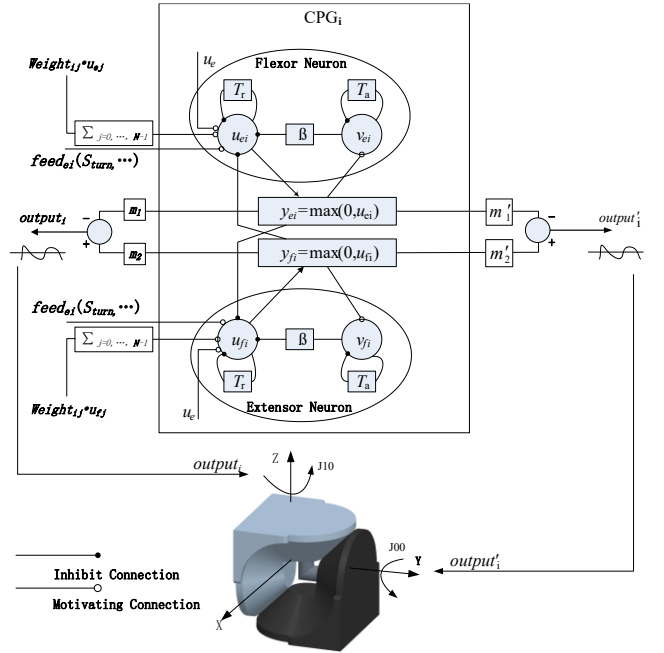 CPGi
Weightij•uej
ue
Flexor Neuron
Tr
Ta
uei
ß
vei
∑ j=0, …, N-1
feedei(Sturn,…)
m1
yei=max(0,uei)
m′1
-
-
outputi
output′i
+
+
m2
yfi=max(0,ufi)
m′2
feedei(Sturn,…)
∑ j=0, …, N-1
ufi
ß
vfi
Tr
Ta
Weightij•ufj
ue
Extensor Neuron
outputi
Z
J10
J00
Y
output′i
X
Inhibit Connection
Motivating Connection